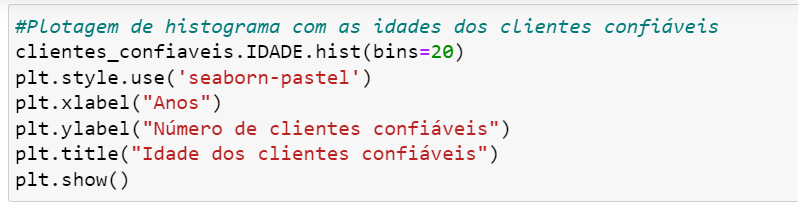 #Plotagem de histograma com as idades dos clientes confiáveis
clientes_confiaveis.IDADE.hist(bins=20)
plt.style.use('seaborn-pastel')
plt.xlabel("Anos")
plt.ylabel("Número de clientes confiáveis")
plt.title("Idade dos clientes confiáveis")
plt.show()